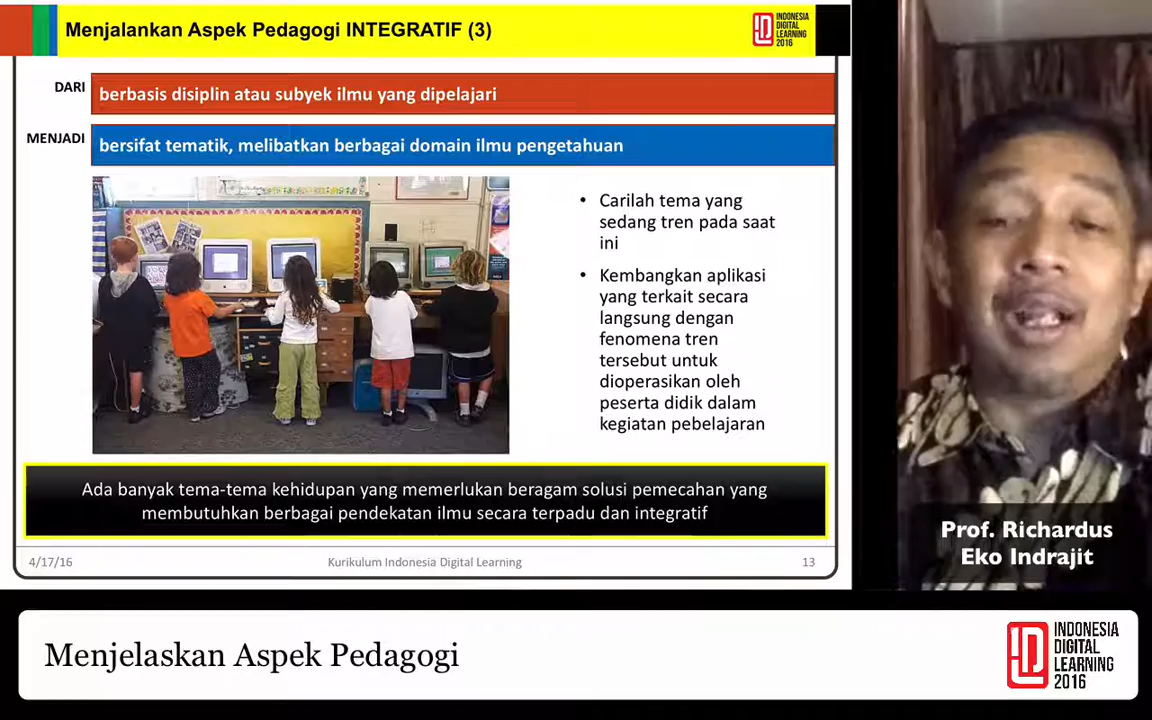 Menjalankan Aspek Pedagogi INTEGRATIF (3)
INDONESIA
DIGITAL
LEARNING
2016
DARI
berbasis disiplin atau subyek ilmu yang dipelajari
MENJADI
bersifat tematik, melibatkan berbagai domain ilmu pengetahuan
• Carilah tema yang
sedang tren pada saat
ini
• Kembangkan aplikasi
yang terkait secara
langsung dengan
fenomena tren
tersebut untuk
dioperasikan oleh
peserta didik dalam
kegiatan pebelajaran
Ada banyak tema-tema kehidupan yang memerlukan beragam solusi pemecahan yang
membutuhkan berbagai pendekatan ilmu secara terpadu dan integratif
4/17/16
Kurikulum Indonesia Digital Learning
13
Prof. Richardus
Eko Indrajit
Menjelaskan Aspek Pedagogi
INDONESIA
DIGITAL
LEARNING
2016